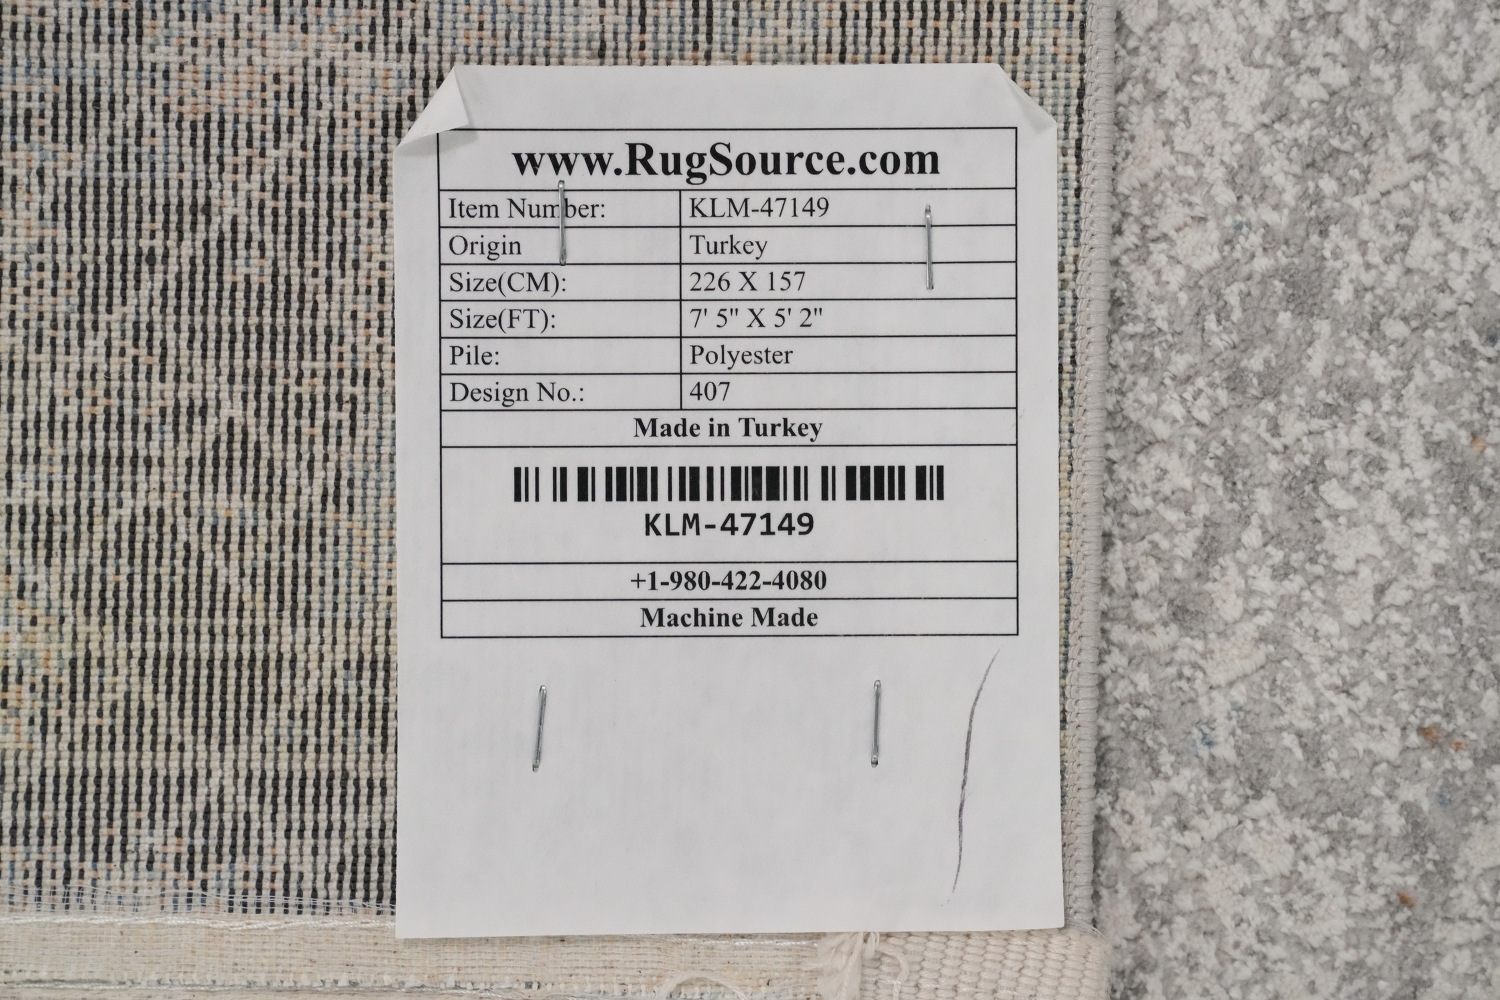 www.RugSource.com
Item Number: KLM-47149
Origin Turkey
Size(CM): 226 X 157
Size(FT): 7' 5" X 5' 2"
Pile: Polyester
Design No.: 407
Made in Turkey
KLM-47149
+1-980-422-4080
Machine Made